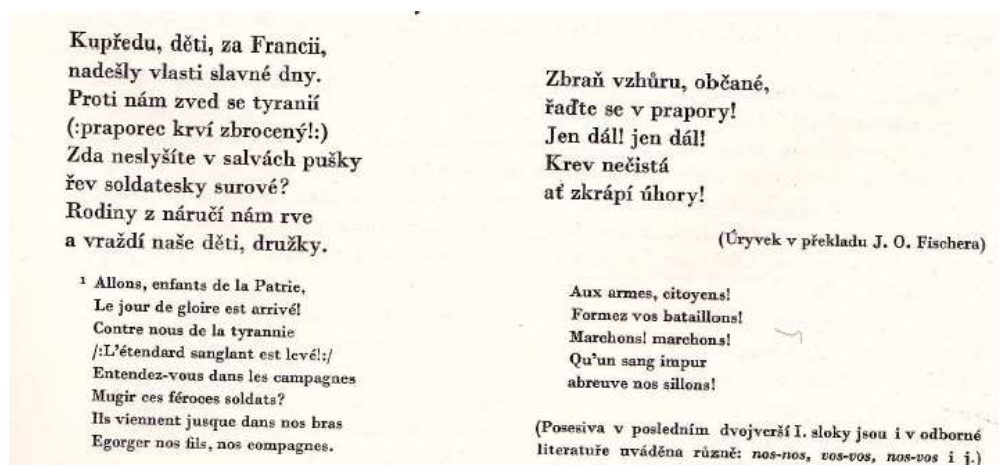 Kupředu, děti, za Francii,
nadešly vlasti slavné dny.
Proti nám zved se tyranií
(:praporec krví zbrocený!:)
Zda neslyšíte v salvách pušky
řev soldatesky surové?
Rodiny z náručí nám rve
a vraždí naše děti, družky.
Zbraň vzhůru, občané,
řaďte se v prapory!
Jen dál! jen dál!
Krev nečistá
ať zkrápí úhory!
(Úryvek v překladu J. O. Fischera)
¹ Allons, enfants de la Patrie,
Le jour de gloire est arrivé!
Contre nous de la tyrannie
/:L'étendard sanglant est levé!:/
Entendez-vous dans les campagnes
Mugir ces féroces soldats?
Ils viennent jusque dans nos bras
Egorger nos fils, nos compagnes.
Aux armes, citoyens!
Formez vos bataillons!
Marchons! marchons!
Qu'un sang impur
abreuve nos sillons!
(Posesiva v posledním dvojverší I. sloky jsou i v odborné
literatuře uváděna různě: nos-nos, vos-vos, nos-vos i j.)